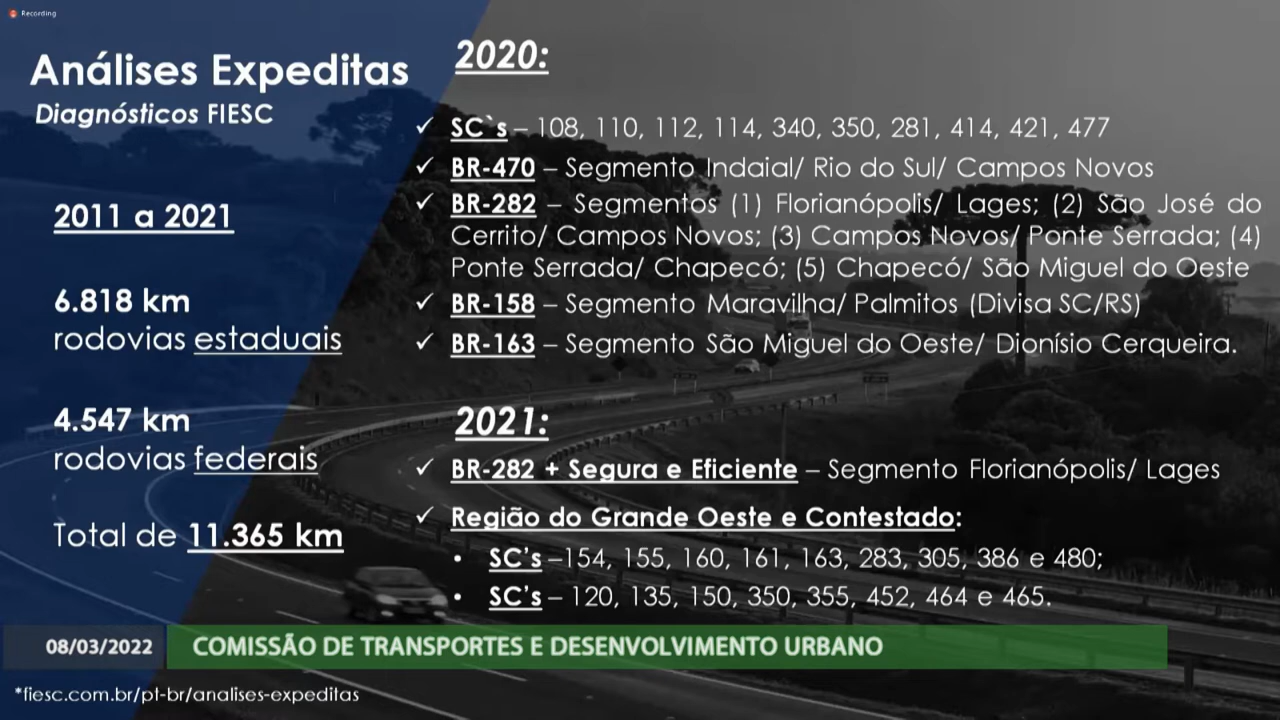 Recording
Análises Expeditas
Diagnósticos FIESC
2011 a 2021
6.818 km
rodovias estaduais
4.547 km
rodovias federais
Total de 11.365 km
2020:
✓ SC`s – 108, 110, 112, 114, 340, 350, 281, 414, 421, 477
✓ BR-470 – Segmento Indaial/ Rio do Sul/ Campos Novos
✓ BR-282 – Segmentos (1) Florianópolis/ Lages; (2) São José do
Cerrito/ Campos Novos; (3) Campos Novos/ Ponte Serrada; (4)
Ponte Serrada/ Chapecó; (5) Chapecó/ São Miguel do Oeste
✓ BR-158 – Segmento Maravilha/ Palmitos (Divisa SC/RS)
✓ BR-163 – Segmento São Miguel do Oeste/ Dionísio Cerqueira.
2021:
✓ BR-282 + Segura e Eficiente – Segmento Florianópolis/ Lages
✓ Região do Grande Oeste e Contestado:
• SC’s –154, 155, 160, 161, 163, 283, 305, 386 e 480;
• SC’s – 120, 135, 150, 350, 355, 452, 464 e 465.
08/03/2022 COMISSÃO DE TRANSPORTES E DESENVOLVIMENTO URBANO
*fiesc.com.br/pt-br/analises-expeditas